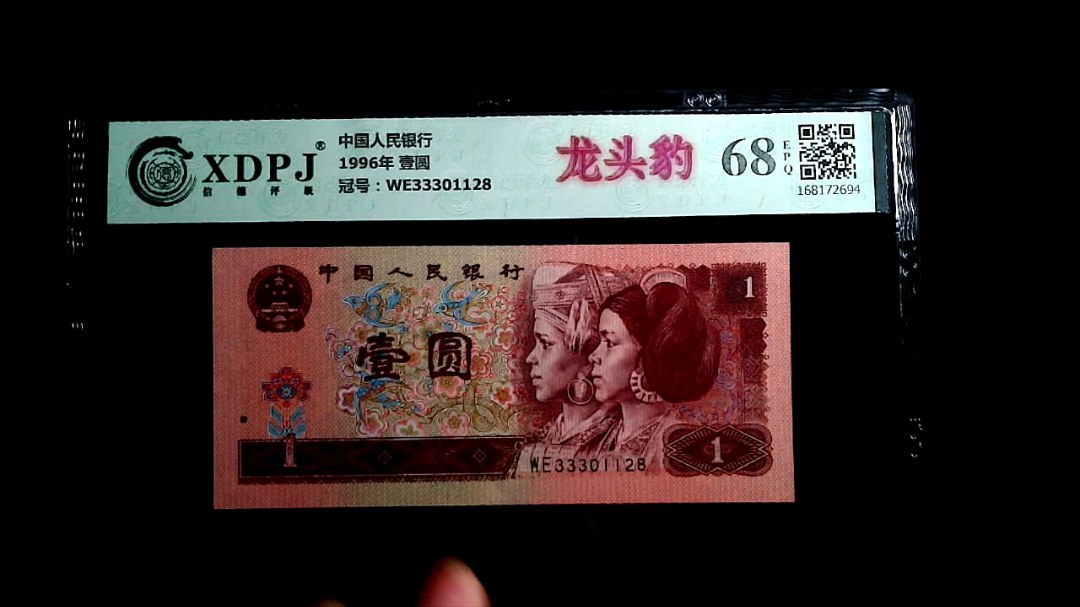 XDPJ®
信德评级
中国人民银行
1996年 壹圆
冠号：WE33301128
龙头豹
68
EPQ
168172694
中国人民银行
1
壹圆
1
WE33301128
1